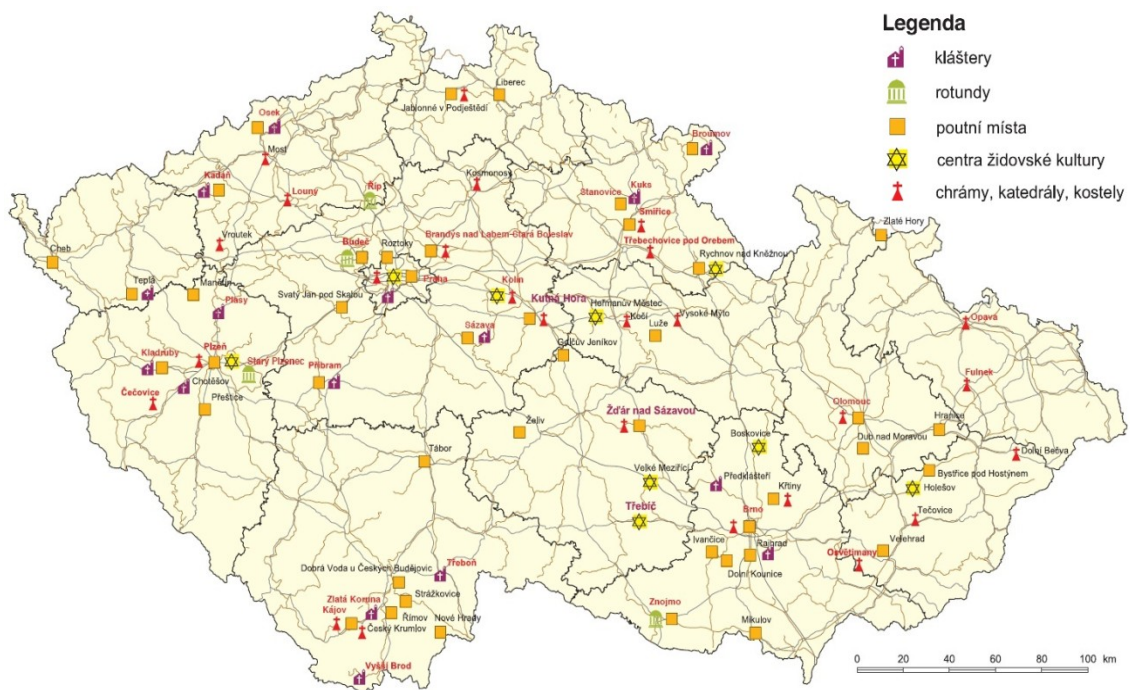 Legenda
kláštery
rotundy
poutní místa
centra židovské kultury
chrámy, katedrály, kostely
Liberec
Jablonné v Podještědí
Osek
Most
Broumov
Kadaň
Louny
Říp
Kosmonosy
Stanovice
Kuks
Smiřice
Zlaté Hory
Vroutek
Brandýs nad Labem-Stará Boleslav
Třebechovice pod Orebem
Cheb
Budeč
Roztoky
Rychnov nad Kněžnou
Teplá
Manětín
Praha
Kolín
Plasy
Svatý Jan pod Skalou
Kutná Hora
Heřmanův Městec
Kočí
Vysoké Mýto
Opava
Sázava
Luže
Golčův Jeníkov
Kladruby
Plzeň
Starý Plzenec
Příbram
Fulnek
Chotěšov
Čečovice
Přeštice
Olomouc
Žďár nad Sázavou
Hranice
Želiv
Boskovice
Dub nad Moravou
Tábor
Dolní Bečva
Velké Meziříčí
Předklášteří
Bystřice pod Hostýnem
Křtiny
Holešov
Třebíč
Brno
Tečovice
Ivančice
Rajhrad
Velehrad
Osvětimany
Dobrá Voda u Českých Budějovic
Třeboň
Dolní Kounice
Zlatá Koruna
Strážkovice
Kájov
Římov
Nové Hrady
Znojmo
Český Krumlov
Mikulov
Vyšší Brod
0 20 40 60 80 100 km